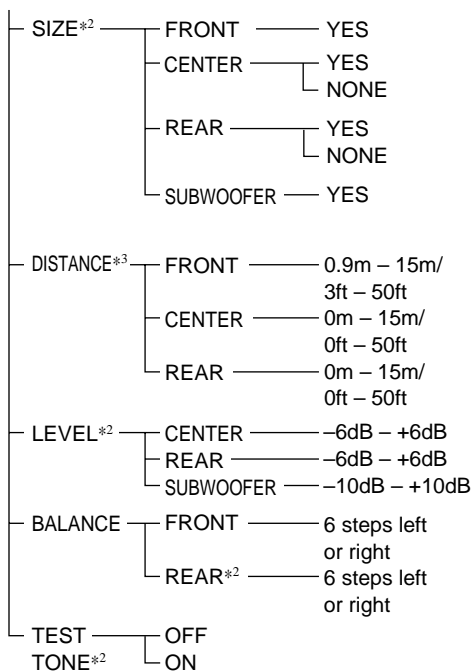 SIZE*2 FRONT YES
CENTER YES
NONE
REAR YES
NONE
SUBWOOFER YES
DISTANCE*3 FRONT 0.9m – 15m/
3ft – 50ft
CENTER 0m – 15m/
0ft – 50ft
REAR 0m – 15m/
0ft – 50ft
LEVEL*2 CENTER –6dB – +6dB
REAR –6dB – +6dB
SUBWOOFER –10dB – +10dB
BALANCE FRONT 6 steps left
or right
REAR*2 6 steps left
or right
TEST OFF
TONE*2 ON